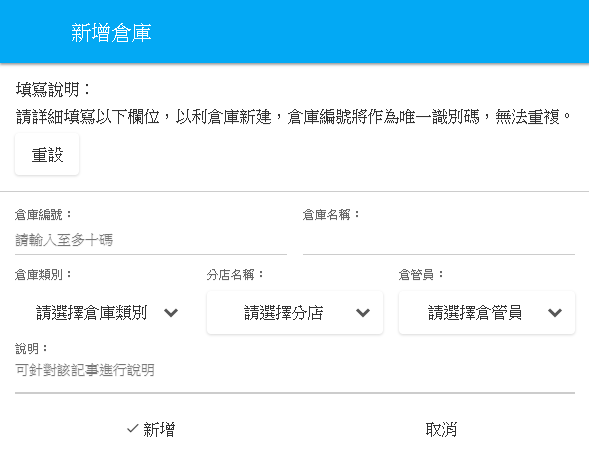 新增倉庫
填寫說明：
請詳細填寫以下欄位，以利倉庫新建，倉庫編號將作為唯一識別碼，無法重複。
重設
倉庫編號： 倉庫名稱：
請輸入至多十碼
倉庫類別： 分店名稱： 倉管員：
請選擇倉庫類別 請選擇分店 請選擇倉管員
說明：
可針對該記事進行說明
新增 取消